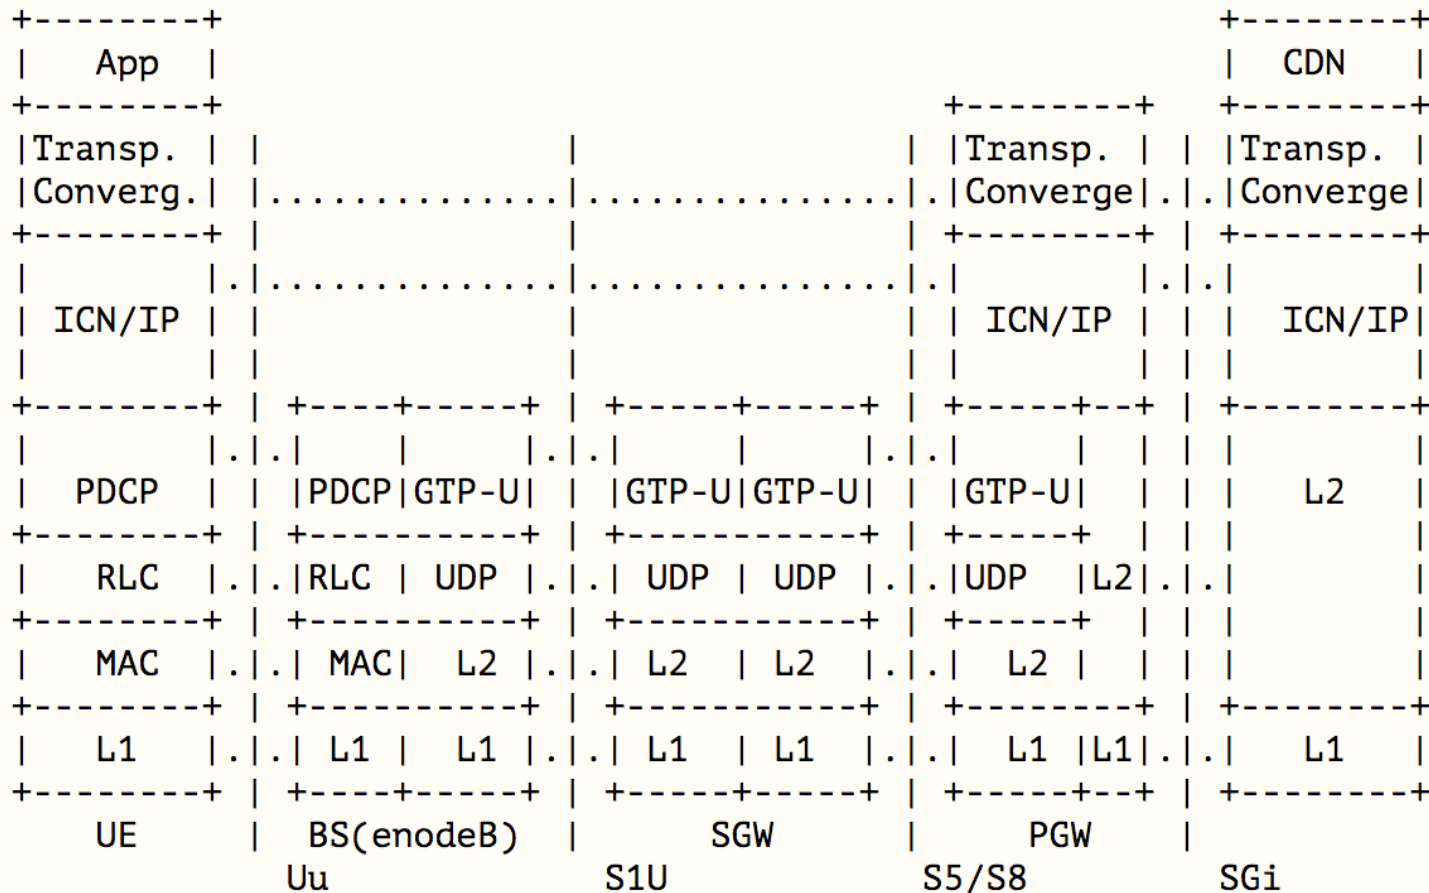 +--------+                                                +--------+
|   App  |                                                |  CDN   |
+--------+                                  +--------+   +--------+
|Transp. | |              |               | |Transp. | | |Transp. |
|Converg.| |..............|...............|.|Converge|.|.|Converge|
+--------+ |              |               | +--------+ | +--------+
|        |.|..............|...............|.|        |.|.|        |
| ICN/IP | |              |               | | ICN/IP | | |  ICN/IP|
|        | |              |               | |        | | |        |
+--------+ | +----+-----+ | +-----+-----+ | +-----+--+ | +--------+
|        |.|.|    |     |.|.|     |     |.|.|     |  | | |        |
|  PDCP  | | |PDCP|GTP-U| | |GTP-U|GTP-U| | |GTP-U|  | | |   L2   |
+--------+ | +----------+ | +-----------+ | +-----+  | | |        |
|   RLC  |.|.|RLC | UDP |.|.| UDP | UDP |.|.|UDP  |L2|.|.|        |
+--------+ | +----------+ | +-----------+ | +-----+  | | |        |
|   MAC  |.|.| MAC|  L2 |.|.| L2  | L2  |.|.|  L2 |  | | |        |
+--------+ | +----------+ | +-----------+ | +--------+ | +--------+
|   L1   |.|.| L1 |  L1 |.|.| L1  | L1  |.|.|  L1 |L1|.|.|   L1   |
+--------+ | +----+-----+ | +-----+-----+ | +-----+--+ | +--------+
    UE     |  BS(enodeB)  |      SGW      |     PGW    |
             Uu             S1U            S5/S8         SGi